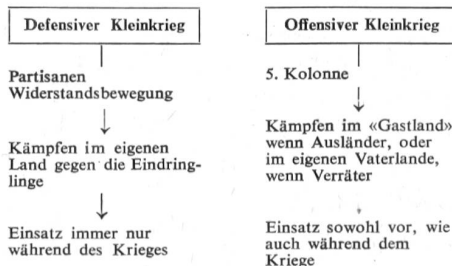 Defensiver Kleinkrieg
Partisanen
Widerstandsbewegung
Kämpfen im eigenen
Land gegen die Eindring-
linge
Einsatz immer nur
während des Krieges
Offensiver Kleinkrieg
5. Kolonne
Kämpfen im «Gastland»
wenn Ausländer, oder
im eigenen Vaterlande,
wenn Verräter
Einsatz sowohl vor, wie
auch während dem
Kriege